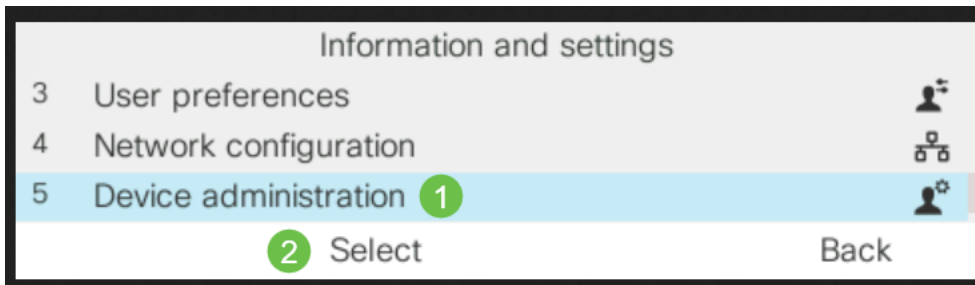 Information and settings
3 User preferences
4 Network configuration
5 Device administration 1
2 Select Back